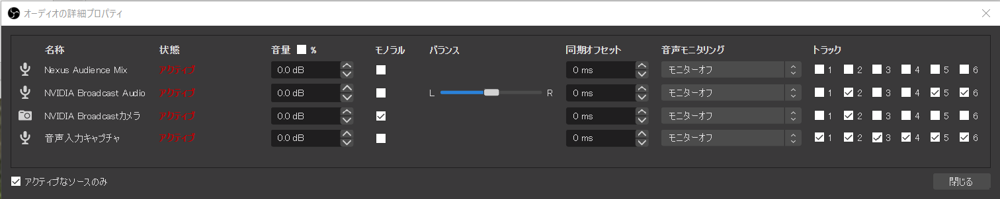 オーディオの詳細プロパティ
名称 状態 音量 % モノラル バランス 同期オフセット 音声モニタリング トラック
Nexus Audience Mix アクティブ 0.0 dB 0 ms モニターオフ 1 2 3 4 5 6
NVIDIA Broadcast Audio アクティブ 0.0 dB L R 0 ms モニターオフ 1 2 3 4 5 6
NVIDIA Broadcastカメラ アクティブ 0.0 dB 0 ms モニターオフ 1 2 3 4 5 6
音声入力キャプチャ アクティブ 0.0 dB 0 ms モニターオフ 1 2 3 4 5 6
アクティブなソースのみ 閉じる